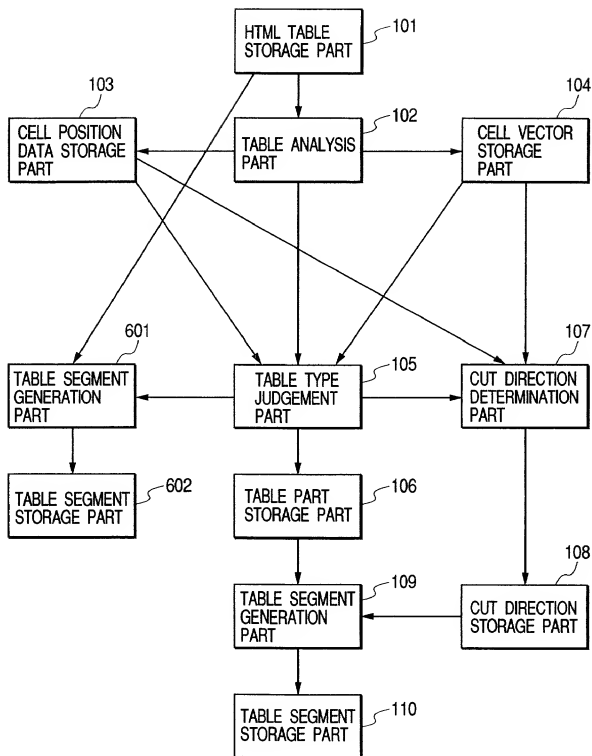 HTML TABLE
STORAGE PART
101
103
CELL POSITION
DATA STORAGE
PART
102
TABLE ANALYSIS
PART
104
CELL VECTOR
STORAGE
PART
601
TABLE SEGMENT
GENERATION
PART
105
TABLE TYPE
JUDGEMENT
PART
107
CUT DIRECTION
DETERMINATION
PART
TABLE SEGMENT
STORAGE PART
602
TABLE PART
STORAGE PART
106
TABLE SEGMENT
GENERATION
PART
109
108
CUT DIRECTION
STORAGE PART
TABLE SEGMENT
STORAGE PART
110